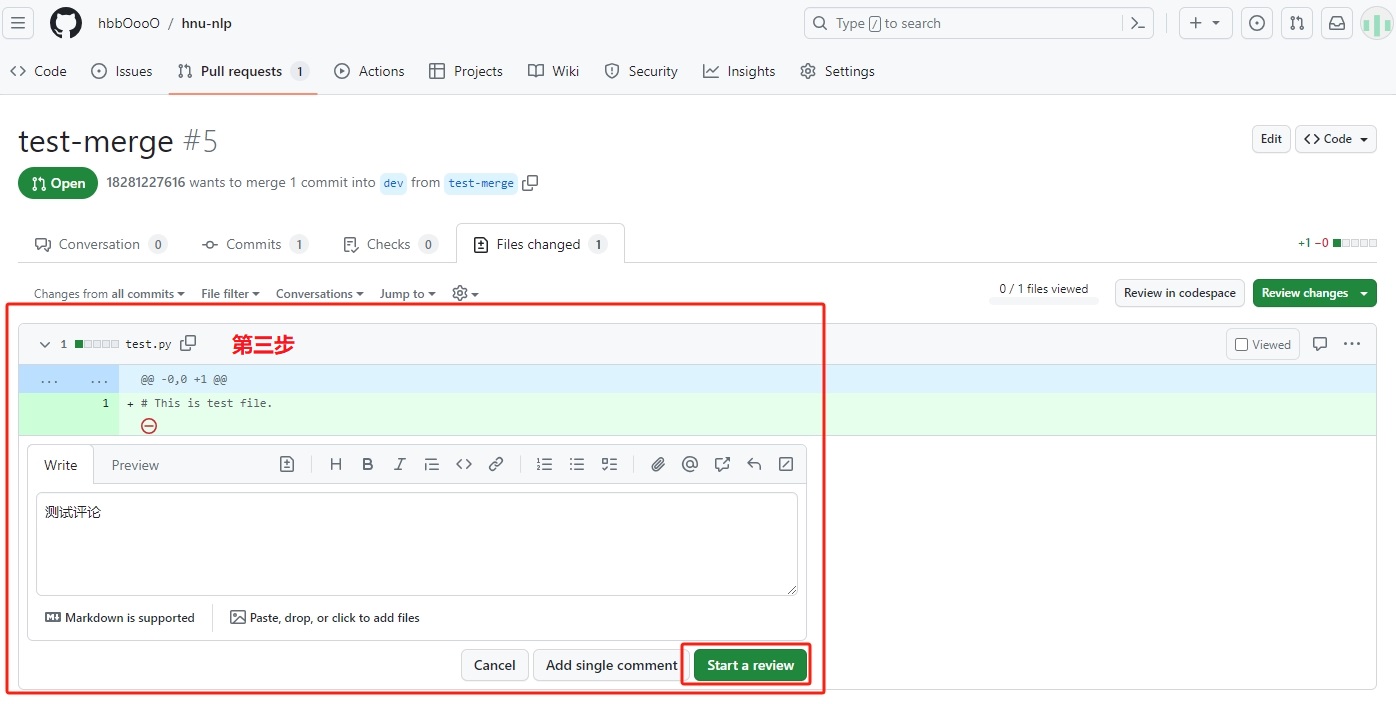 hbbOooO / hnu-nlp
Type / to search
Code Issues Pull requests 1 Actions Projects Wiki Security Insights Settings
test-merge #5
Edit Code
Open 18281227616 wants to merge 1 commit into dev from test-merge
Conversation 0 Commits 1 Checks 0 Files changed 1
+1 −0
Changes from all commits File filter Conversations Jump to
0 / 1 files viewed Review in codespace Review changes
1 test.py 第三步 Viewed
... ... @@ -0,0 +1 @@
1 + # This is test file.
Write Preview
测试评论
Markdown is supported Paste, drop, or click to add files
Cancel Add single comment Start a review